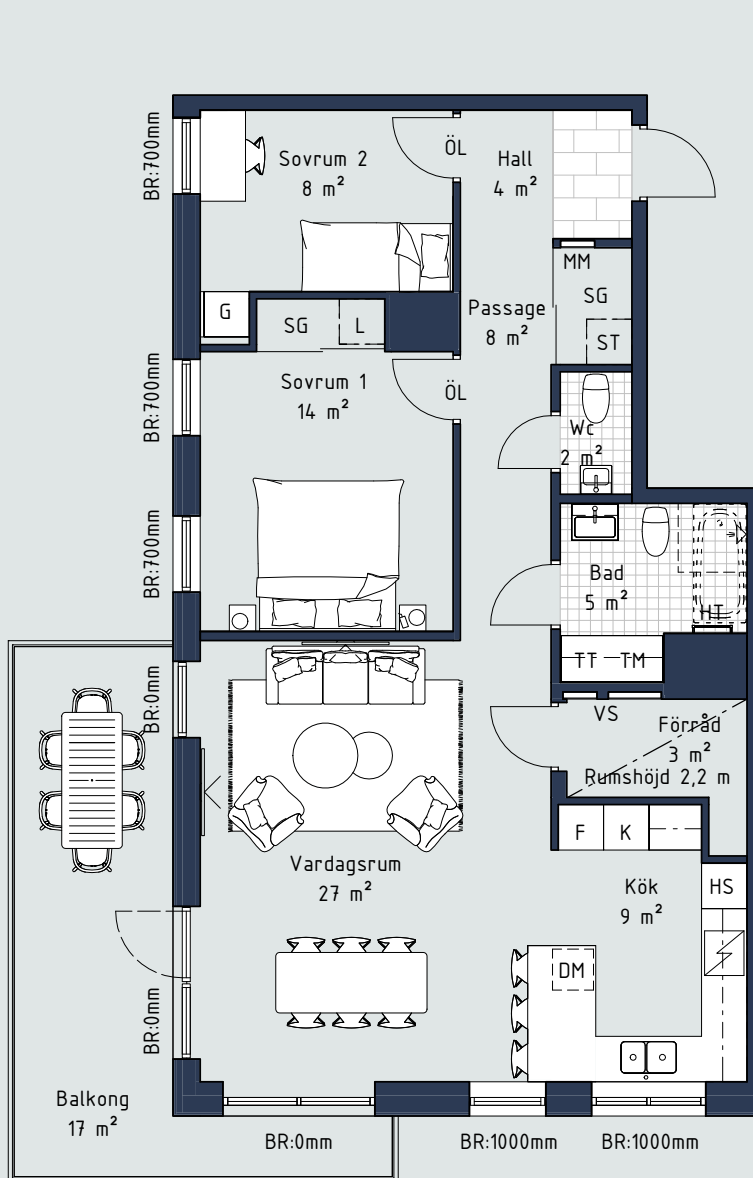 BR:700mm
Sovrum 2
8 m²
ÖL
Hall
4 m²
MM
SG
ST
Passage
8 m²
G
SG
L
Sovrum 1
14 m²
ÖL
BR:700mm
Wc
2 m²
BR:700mm
Bad
5 m²
HT
TT
TM
BR:0mm
VS
Förråd
3 m²
Rumshöjd 2,2 m
F
K
Vardagsrum
27 m²
Kök
9 m²
HS
DM
BR:0mm
Balkong
17 m²
BR:0mm
BR:1000mm
BR:1000mm